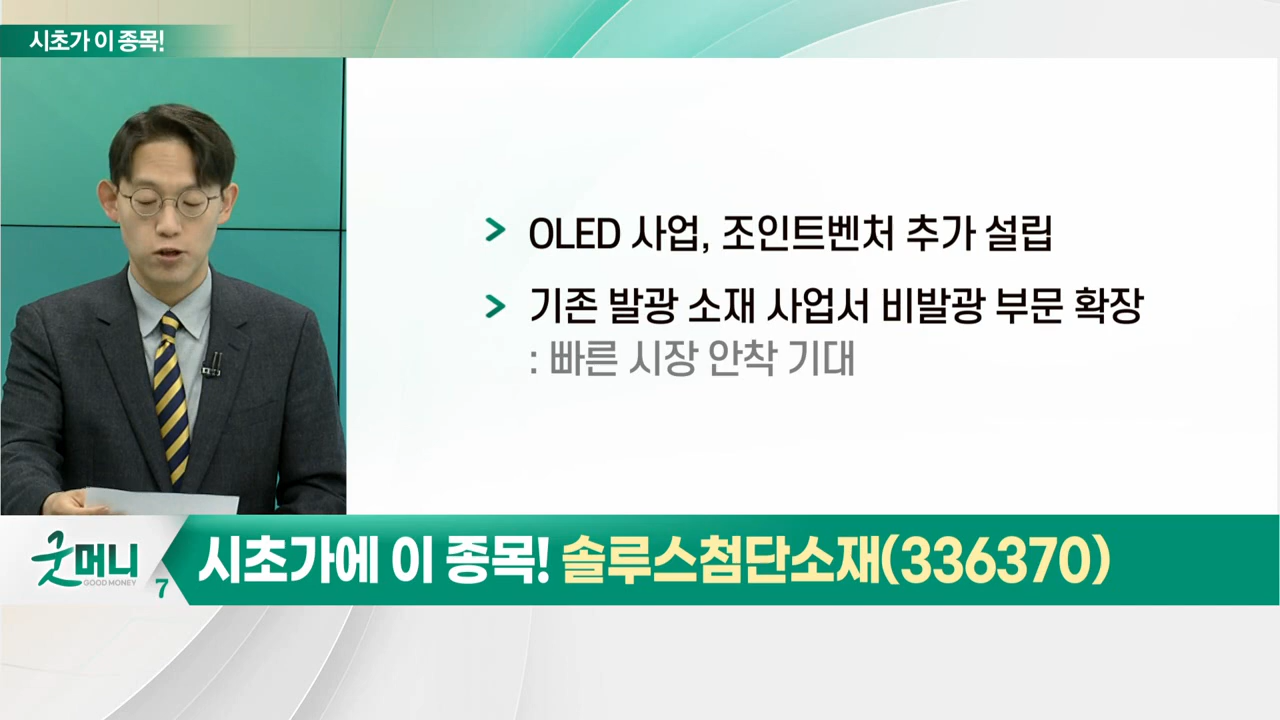 시초가 이 종목!
> OLED 사업, 조인트벤처 추가 설립
> 기존 발광 소재 사업서 비발광 부문 확장
: 빠른 시장 안착 기대
굿머니
GOOD MONEY
7
시초가에 이 종목! 솔루스첨단소재(336370)